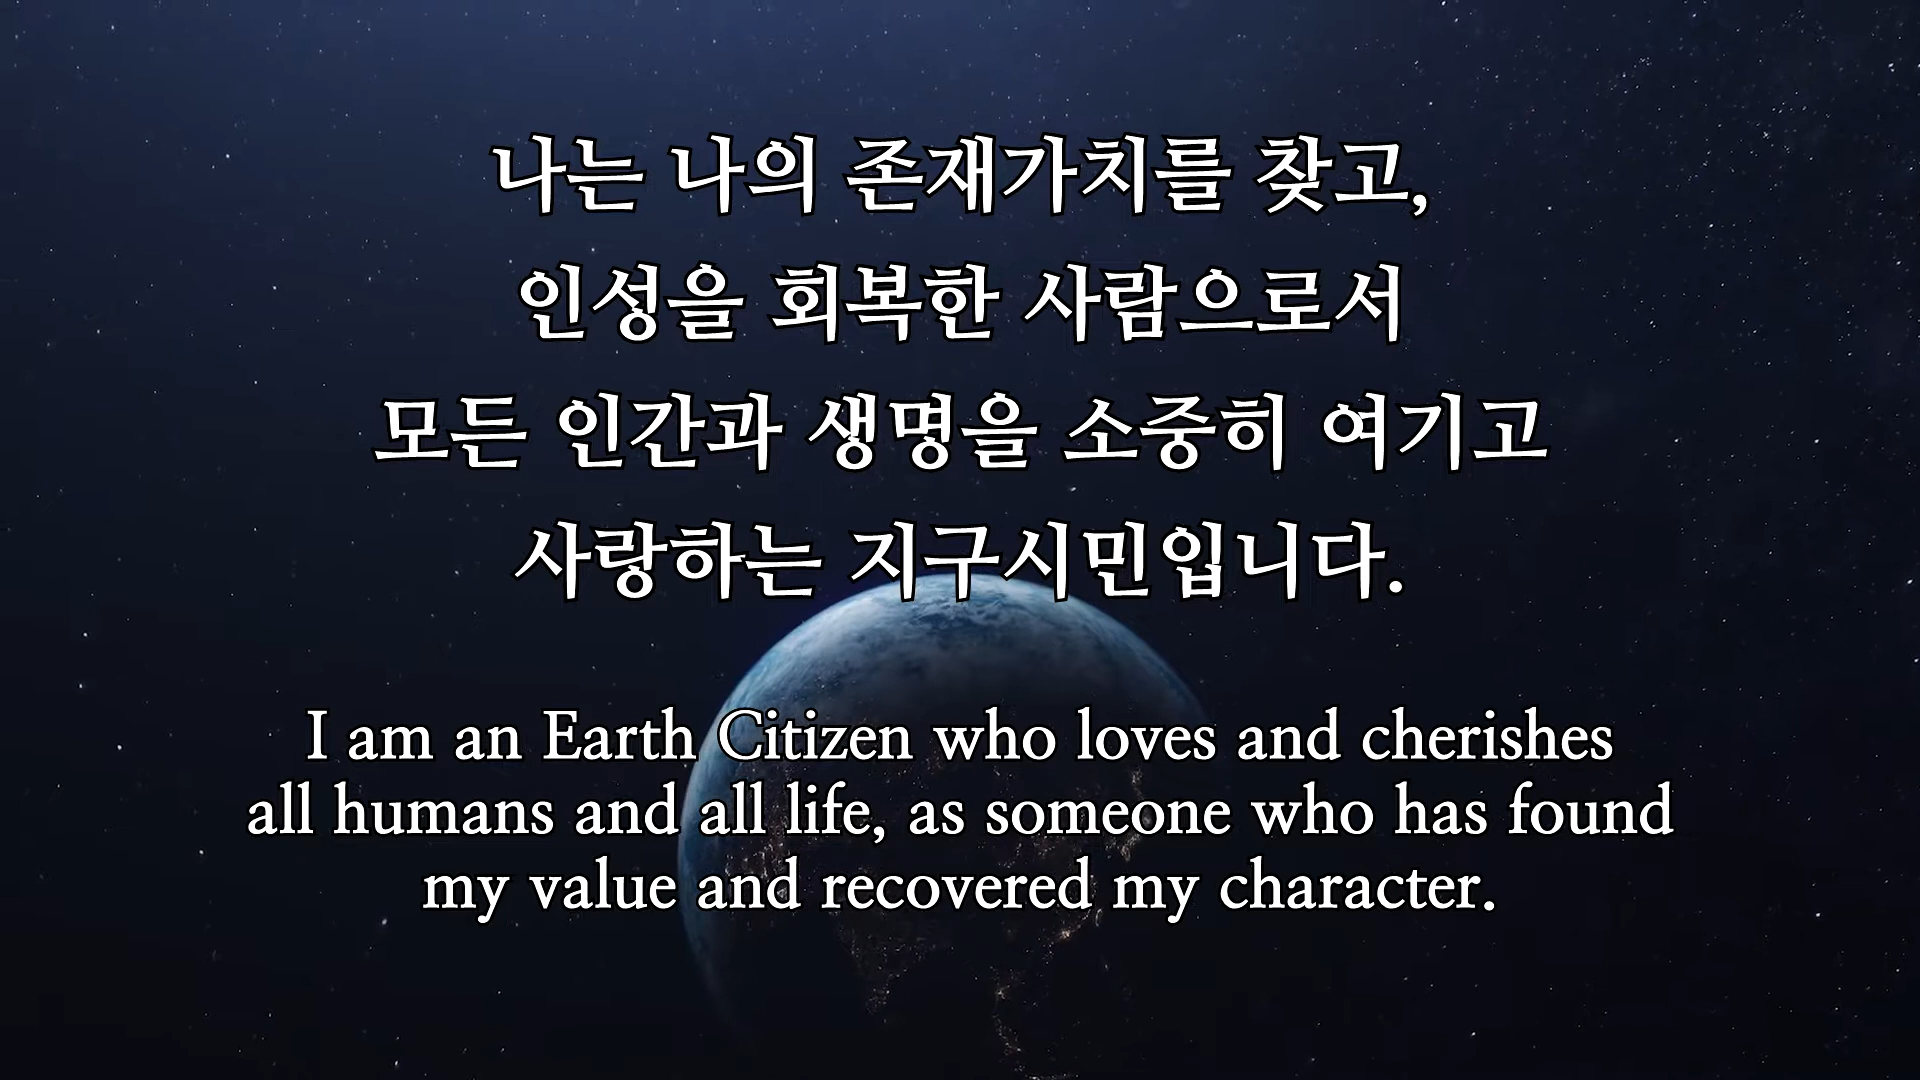 나는 나의 존재가치를 찾고,
인성을 회복한 사람으로서
모든 인간과 생명을 소중히 여기고
사랑하는 지구시민입니다.
I am an Earth Citizen who loves and cherishes
all humans and all life, as someone who has found
my value and recovered my character.